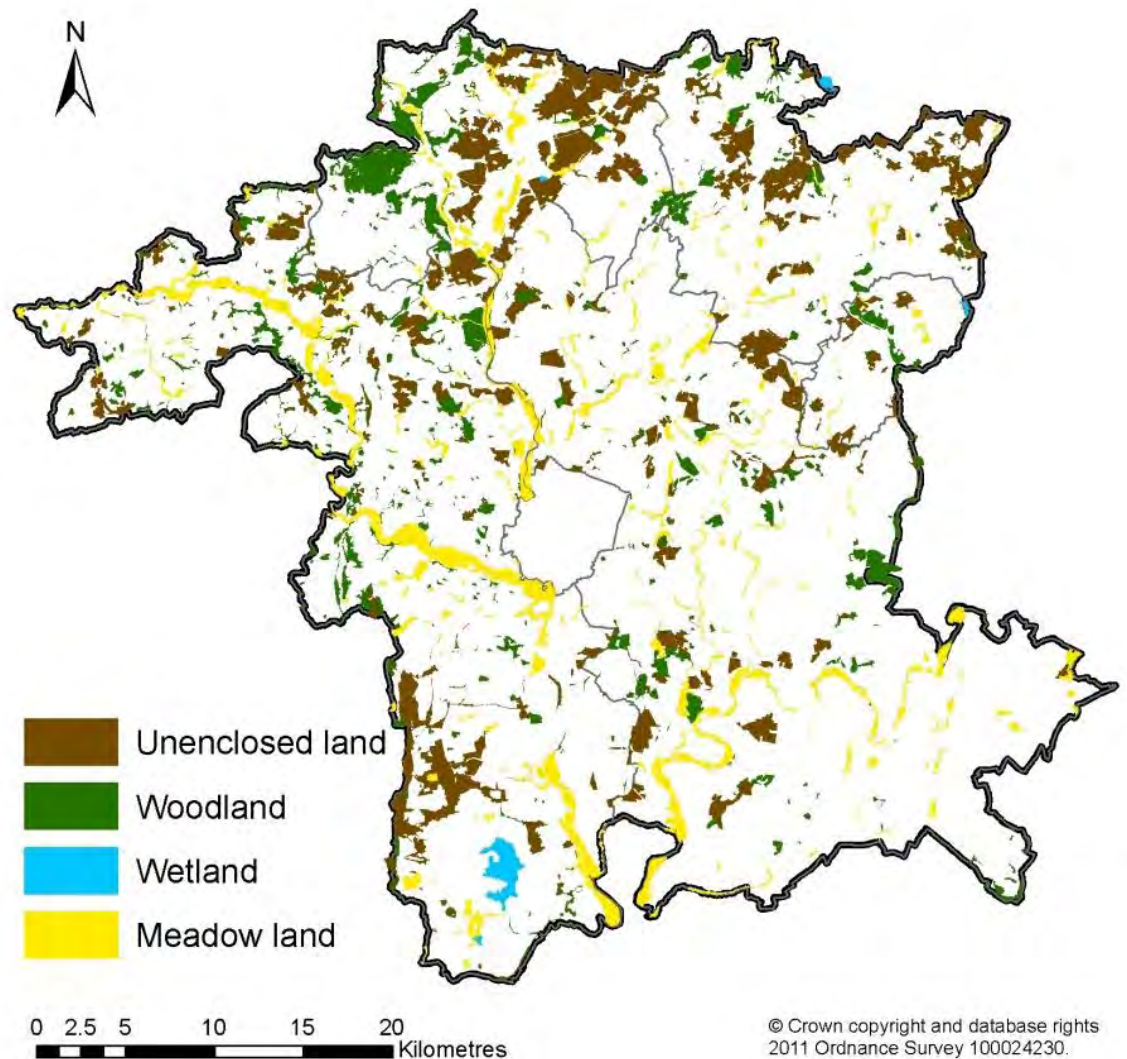 N
Unenclosed land
Woodland
Wetland
Meadow land
0 2.5 5 10 15 20
Kilometres
© Crown copyright and database rights
2011 Ordnance Survey 100024230.